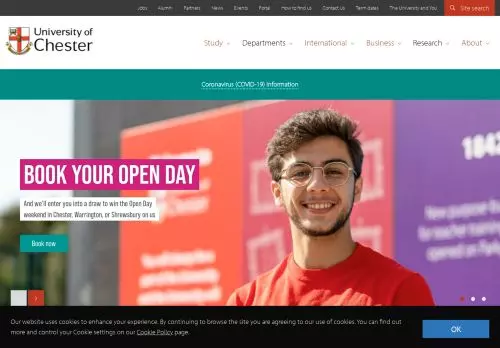 Jobs Alumni Partners News Events Portal How to find us Contact Us Term dates The University and You Site search
University of
Chester
Study Departments International Business Research About
Coronavirus (COVID-19) Information
1842
BOOK YOUR OPEN DAY
And we'll enter you into a draw to win the Open Day
weekend in Chester, Warrington, or Shrewsbury on us
Book now
Our website uses cookies to enhance your experience. By continuing to browse the site you are agreeing to our use of cookies. You can find out
more and control your Cookie settings on our Cookie Policy page.
OK